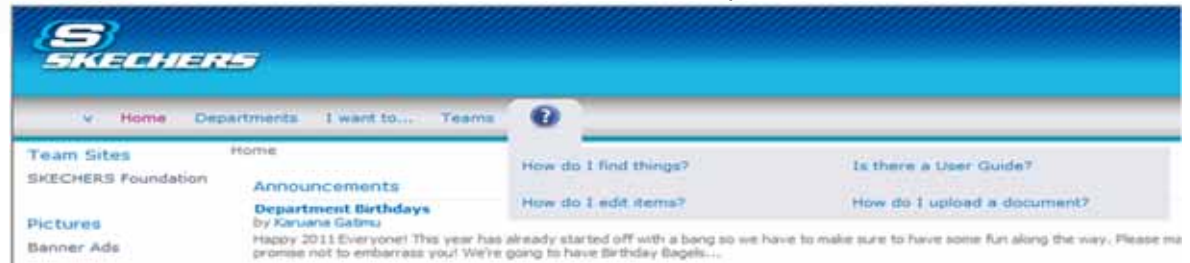 S
SKECHERS
v Home Departments I want to... Teams ?
Team Sites
SKECHERS Foundation
Pictures
Banner Ads
Home
Announcements
Department Birthdays
by Karuana Gatimu
Happy 2011 Everyone! This year has already started off with a bang so we have to make sure to have some fun along the way. Please ma
promise not to embarrass you! We're going to have Birthday Bagels...
How do I find things? Is there a User Guide?
How do I edit items? How do I upload a document?